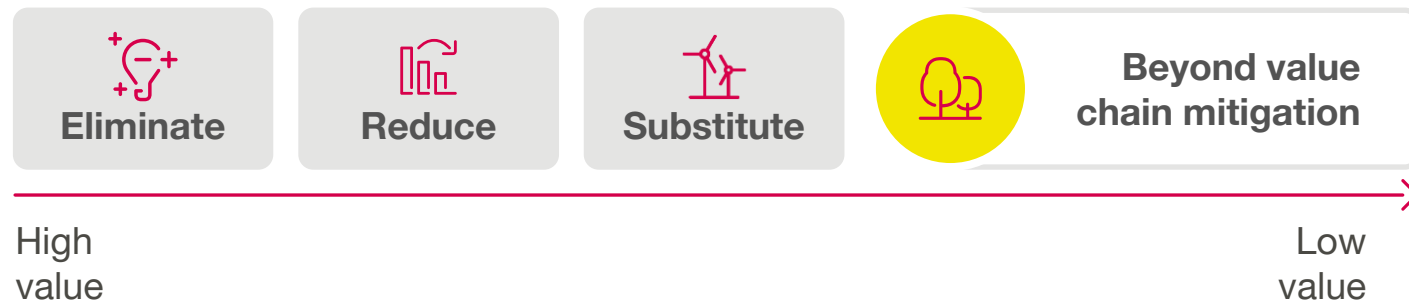 Eliminate
Reduce
Substitute
Beyond value
chain mitigation
High
value
Low
value